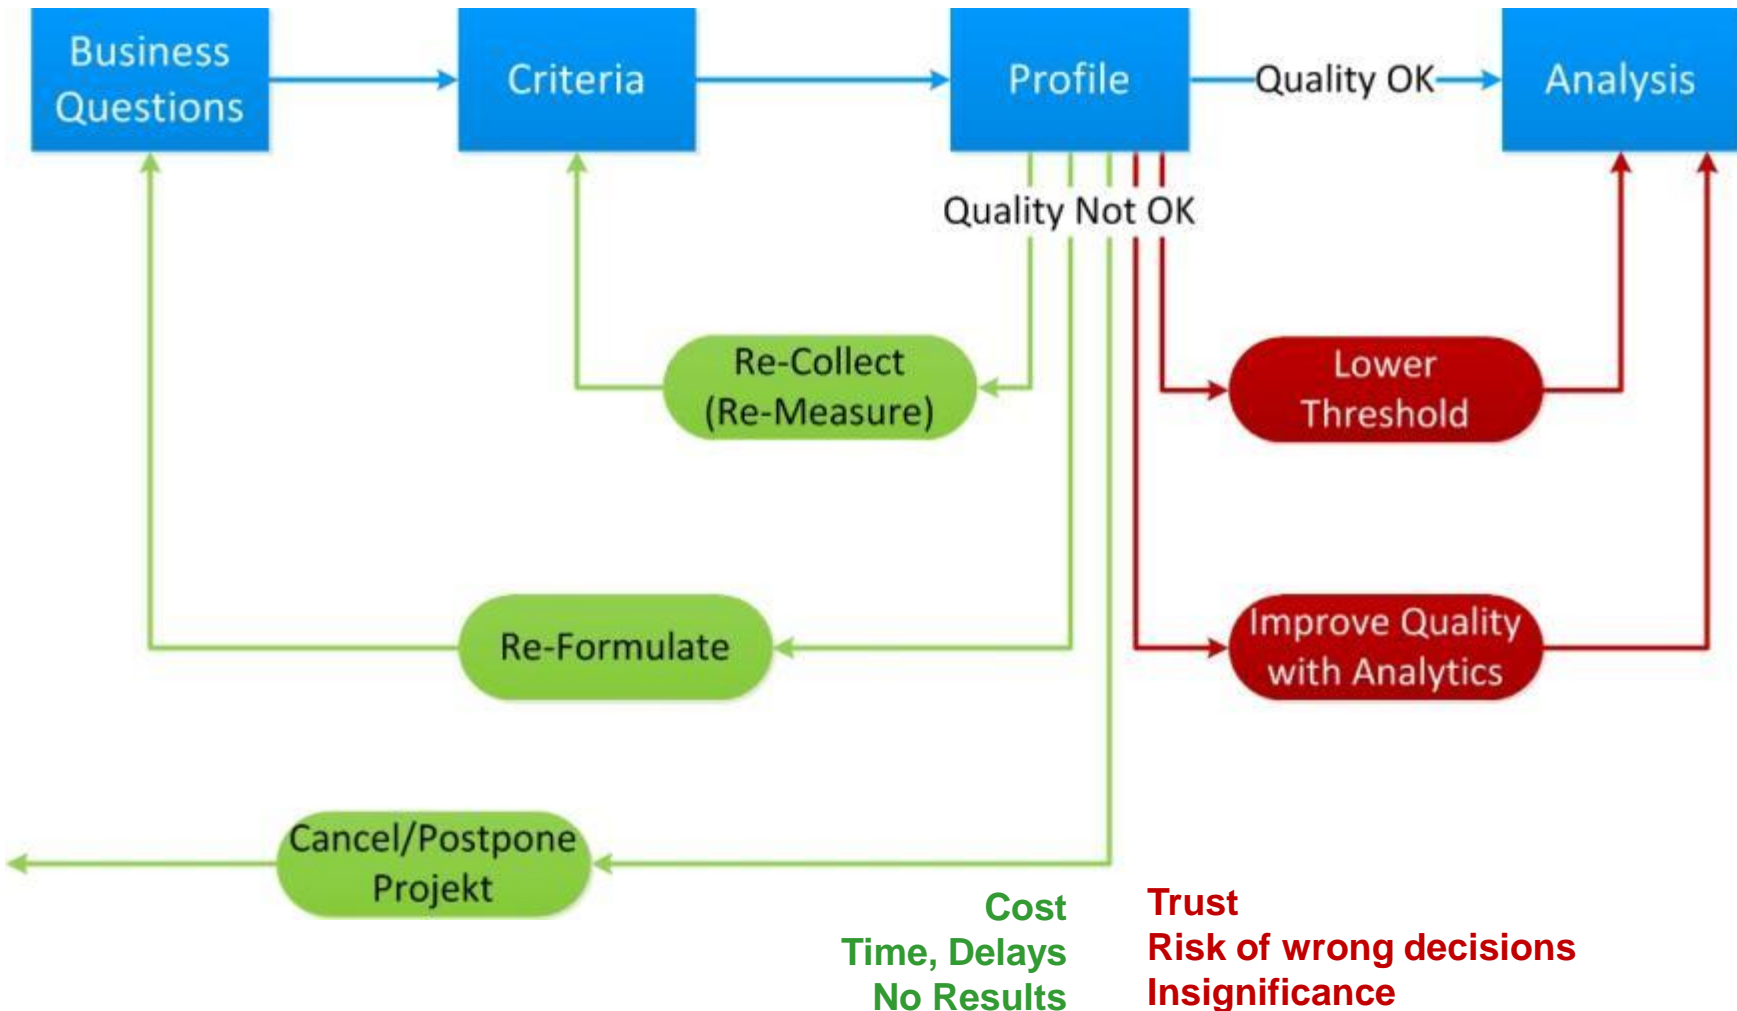 Business
Questions
Criteria
Profile
Quality OK
Analysis
Quality Not OK
Re-Collect
(Re-Measure)
Lower
Threshold
Re-Formulate
Improve Quality
with Analytics
Cancel/Postpone
Projekt
Cost
Time, Delays
No Results
Trust
Risk of wrong decisions
Insignificance